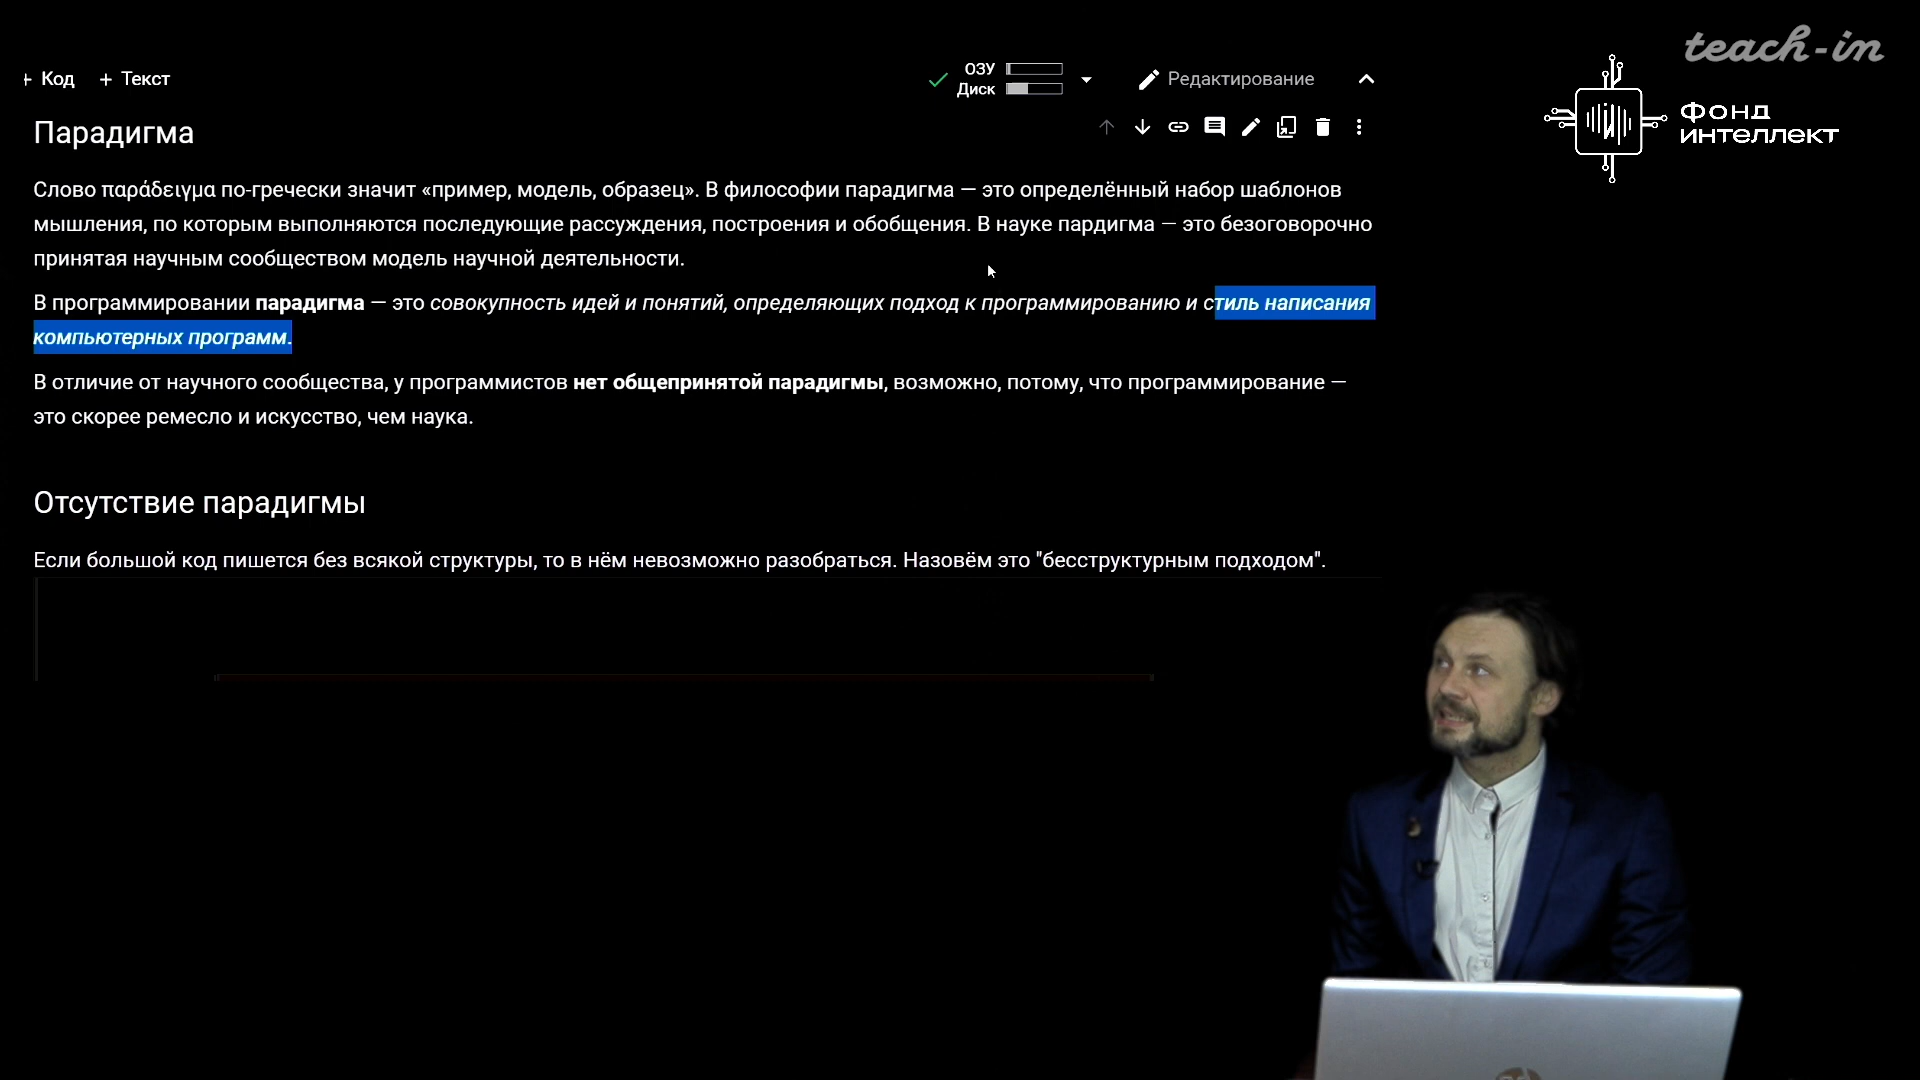 teach-in
+ Код + Текст
ОЗУ
Диск
Редактирование
Фонд
интеллект
Парадигма
Слово παράδειγμα по-гречески значит «пример, модель, образец». В философии парадигма — это определённый набор шаблонов
мышления, по которым выполняются последующие рассуждения, построения и обобщения. В науке пардигма — это безоговорочно
принятая научным сообществом модель научной деятельности.
В программировании парадигма — это совокупность идей и понятий, определяющих подход к программированию и стиль написания
компьютерных программ.
В отличие от научного сообщества, у программистов нет общепринятой парадигмы, возможно, потому, что программирование —
это скорее ремесло и искусство, чем наука.
Отсутствие парадигмы
Если большой код пишется без всякой структуры, то в нём невозможно разобраться. Назовём это "бесструктурным подходом".